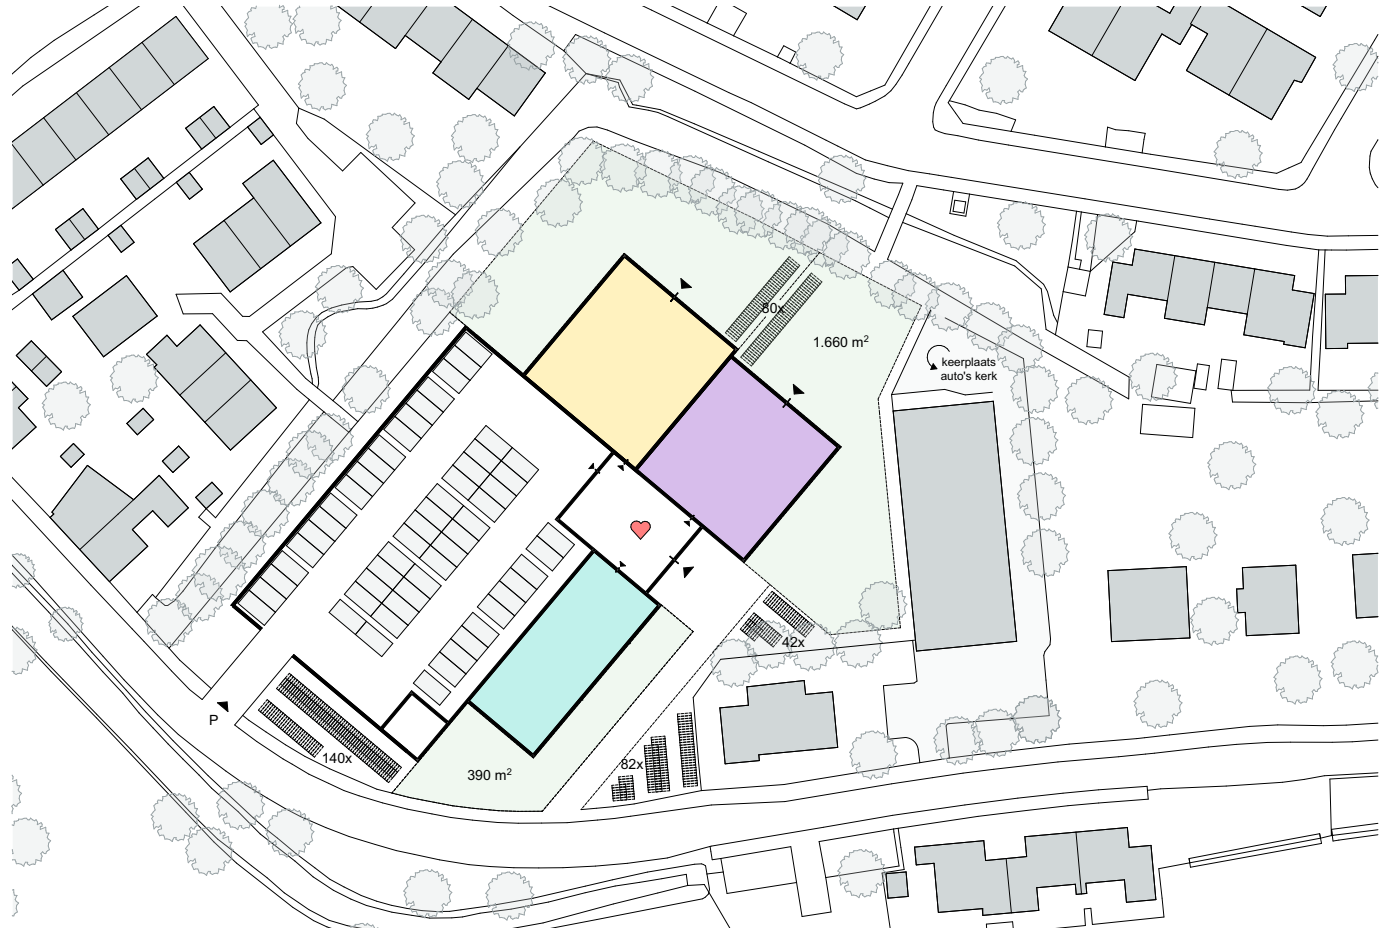 80x
1.660 m²
keerplaats
auto's kerk
42x
P
140x
82x
390 m²